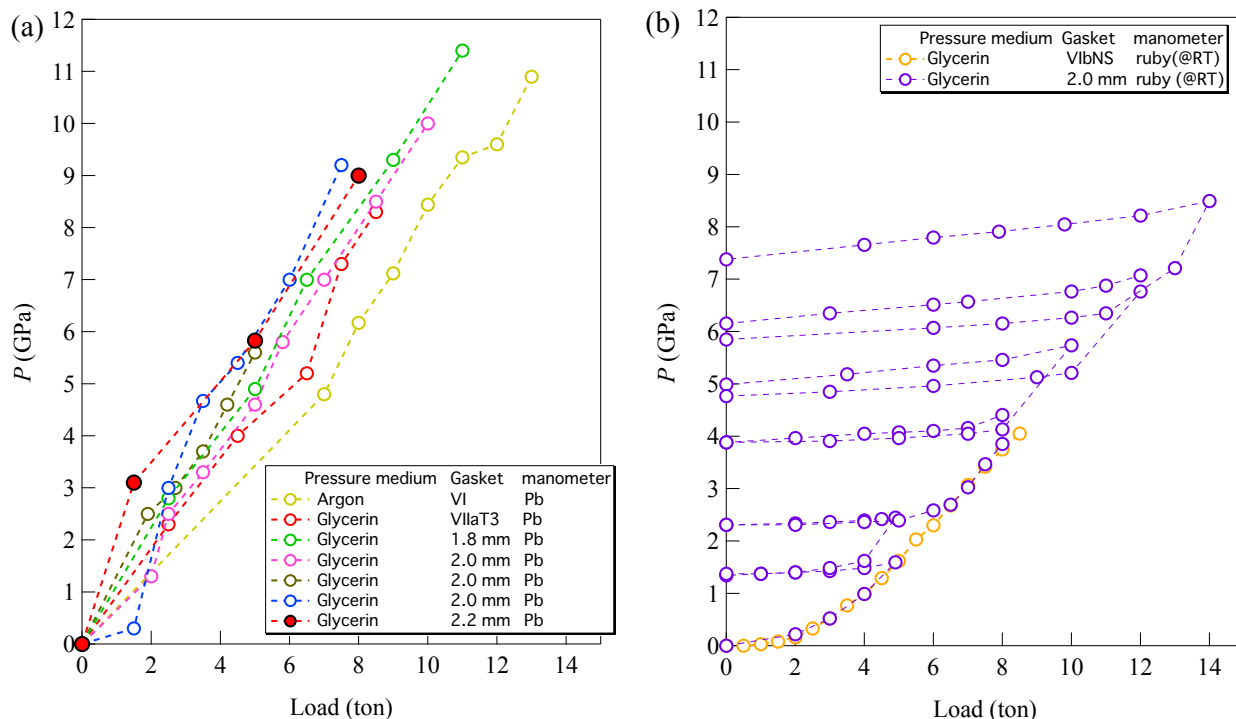 (a)
12
11
10
9
8
7
6
5
4
3
2
1
0
P (GPa)
Pressure medium Gasket manometer
Argon VI Pb
Glycerin VIIaT3 Pb
Glycerin 1.8 mm Pb
Glycerin 2.0 mm Pb
Glycerin 2.0 mm Pb
Glycerin 2.0 mm Pb
Glycerin 2.2 mm Pb
0 2 4 6 8 10 12 14
Load (ton)
(b)
12
11
10
9
8
7
6
5
4
3
2
1
0
P (GPa)
Pressure medium Gasket manometer
Glycerin VIbNS ruby(@RT)
Glycerin 2.0 mm ruby (@RT)
0 2 4 6 8 10 12 14
Load (ton)